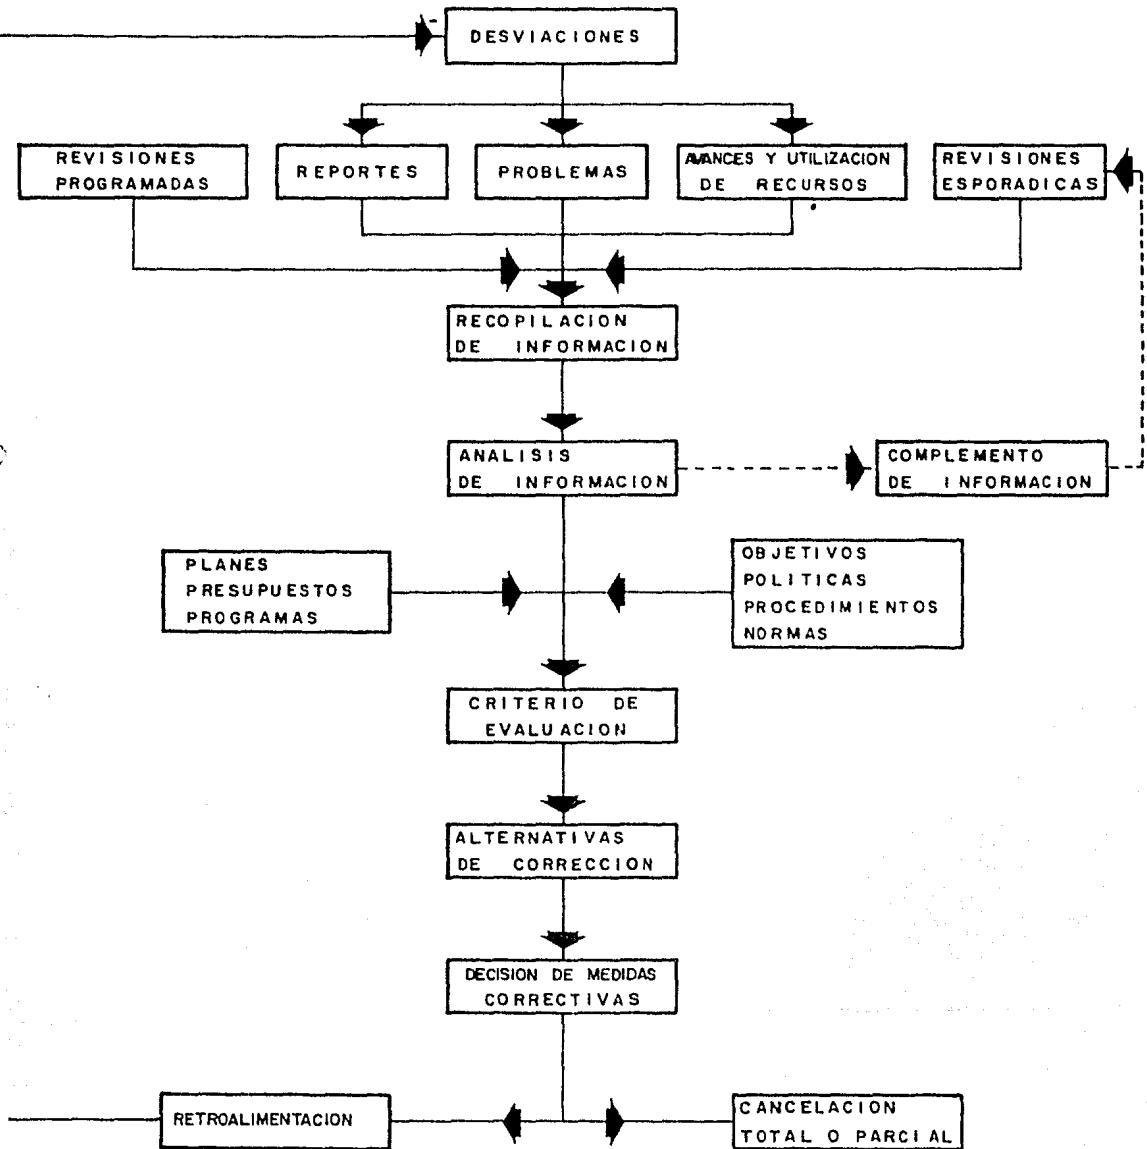 DESVIACIONES
REVISIONES
PROGRAMADAS
REPORTES
PROBLEMAS
AVANCES Y UTILIZACION
DE RECURSOS
REVISIONES
ESPORADICAS
RECOPILACION
DE INFORMACION
ANALISIS
DE INFORMACION
COMPLEMENTO
DE INFORMACION
PLANES
PRESUPUESTOS
PROGRAMAS
OBJETIVOS
POLITICAS
PROCEDIMIENTOS
NORMAS
CRITERIO DE
EVALUACION
ALTERNATIVAS
DE CORRECCION
DECISION DE MEDIDAS
CORRECTIVAS
RETROALIMENTACION
CANCELACION
TOTAL O PARCIAL